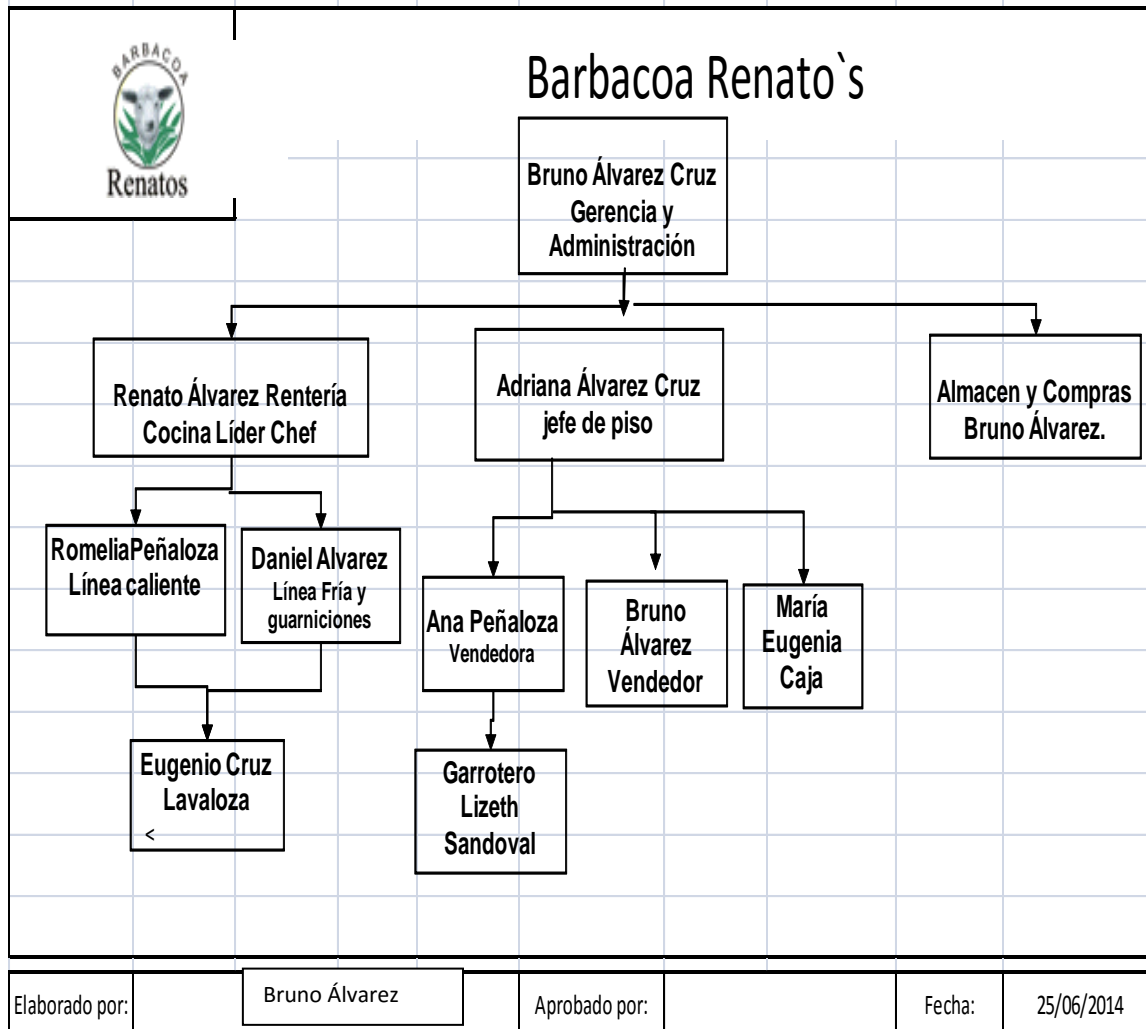 BARBACOA
Renatos
Barbacoa Renato`s
Bruno Álvarez Cruz
Gerencia y
Administración
Renato Álvarez Rentería
Cocina Líder Chef
Adriana Álvarez Cruz
jefe de piso
Almacen y Compras
Bruno Álvarez.
RomeliaPeñaloza
Línea caliente
Daniel Alvarez
Línea Fría y
guarniciones
Ana Peñaloza
Vendedora
Bruno
Álvarez
Vendedor
María
Eugenia
Caja
Eugenio Cruz
Lavaloza
<
Garrotero
Lizeth
Sandoval
Elaborado por:
Bruno Álvarez
Aprobado por:
Fecha:
25/06/2014